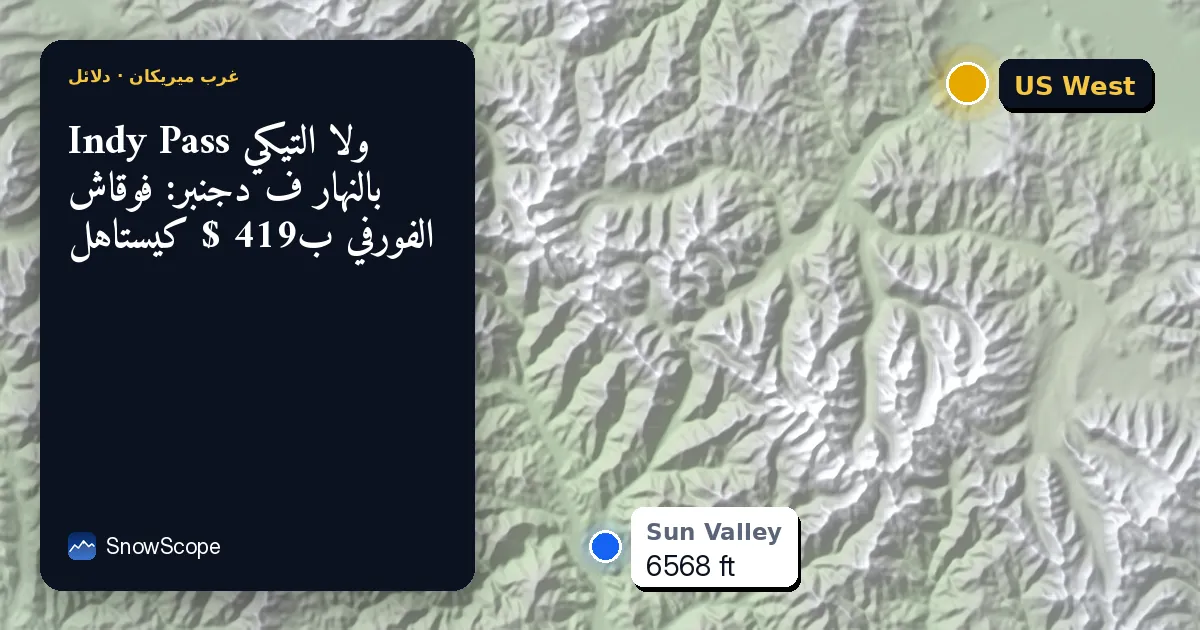 غرب ميريكان · دلائل
Indy Pass ولا التيكي
بالنهار ف دجنبر: فوقاش
الفورفي ب419 $ كيستاهل
SnowScope
US West
Sun Valley
6568 ft